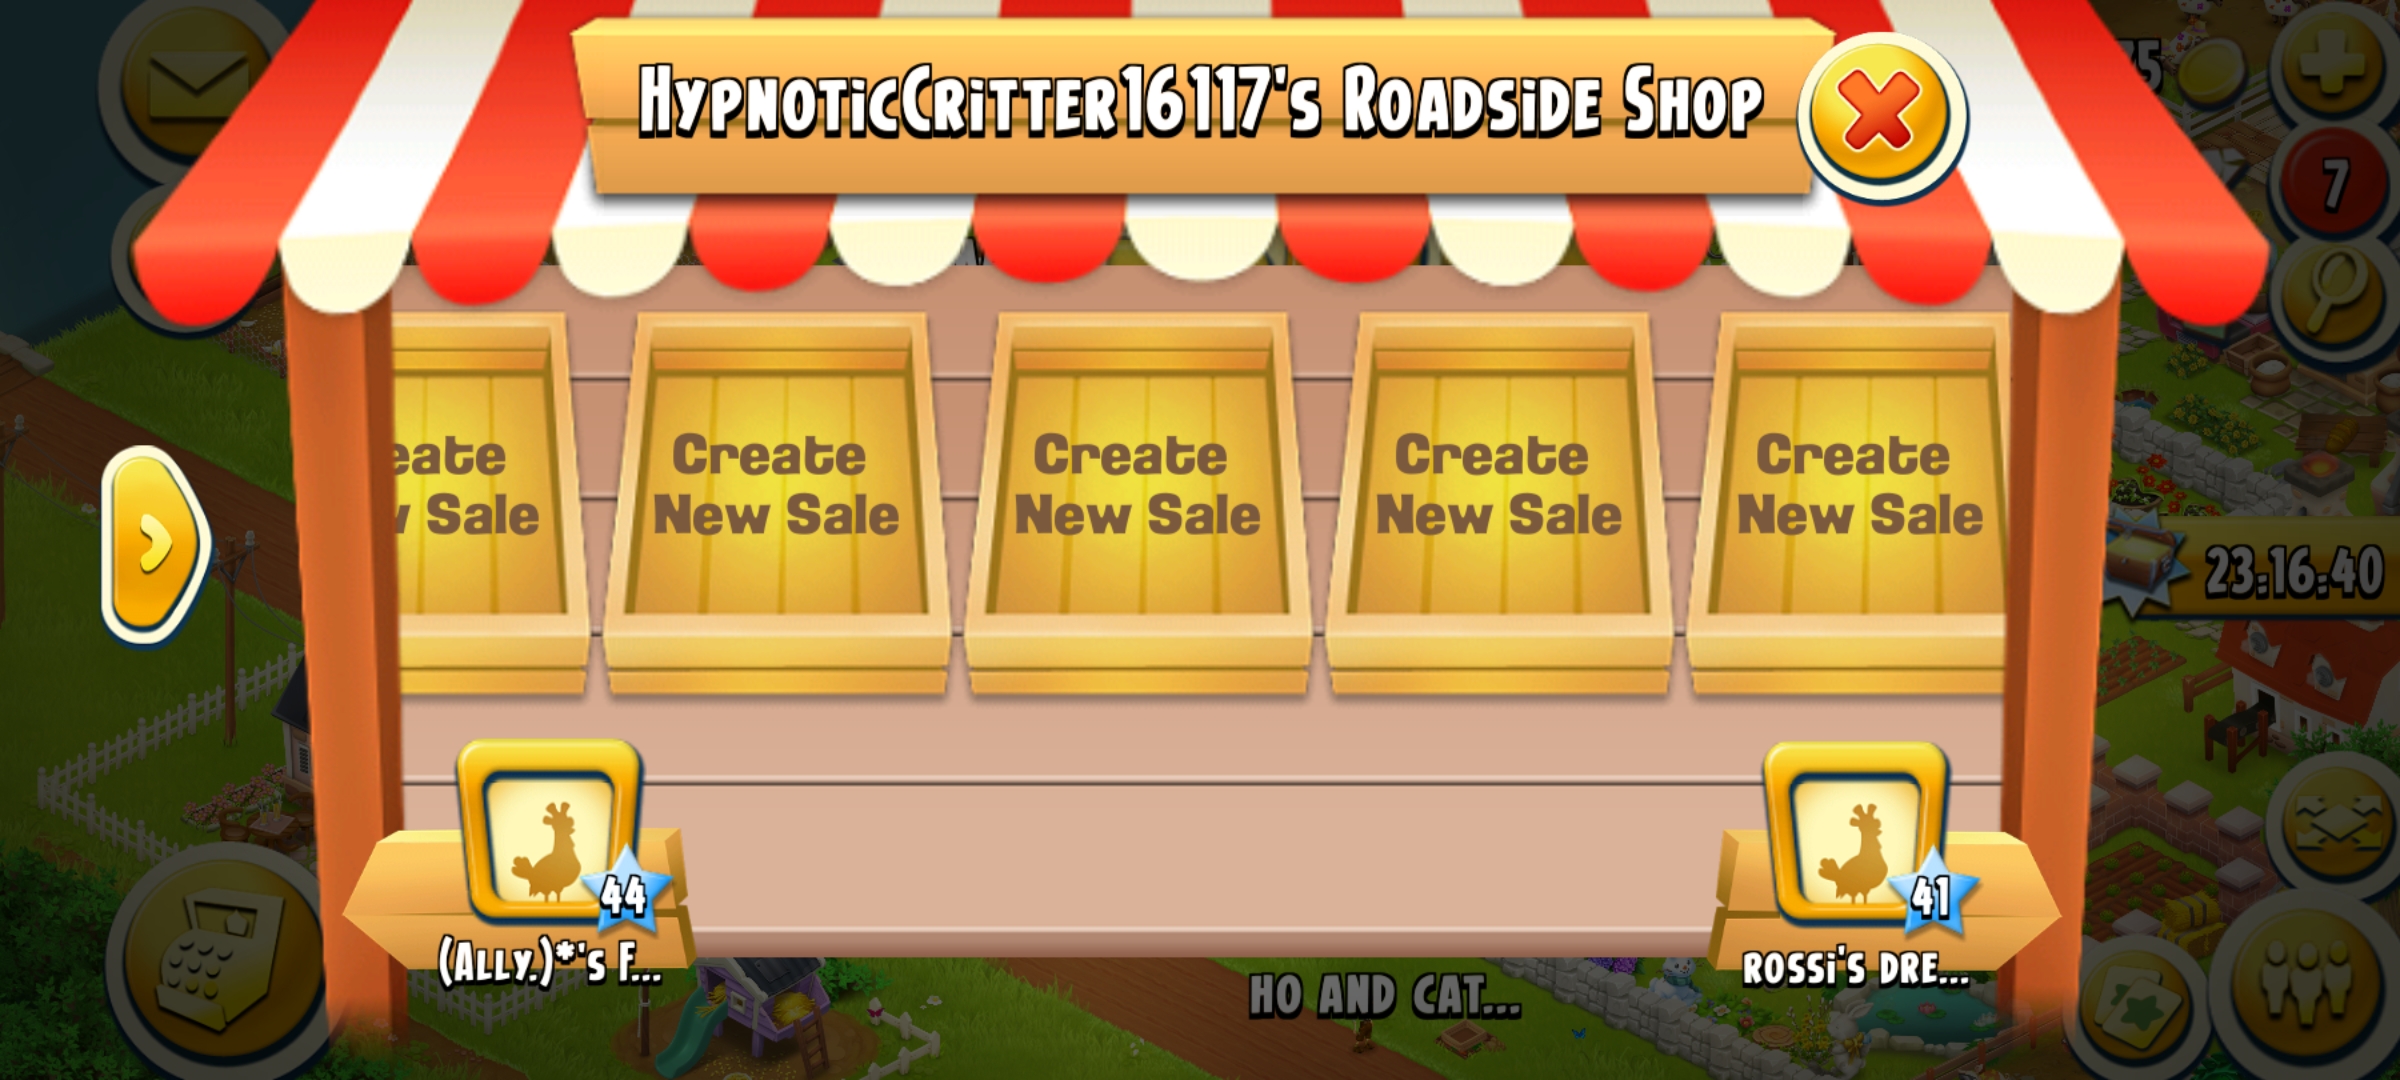 HypnoticCritter16117's Roadside Shop
7
eate
Sale
Create
New Sale
Create
New Sale
Create
New Sale
Create
New Sale
23:16:40
44
(Ally.)*'s F...
41
ROSSi'S DRE...
HO AND CAT...